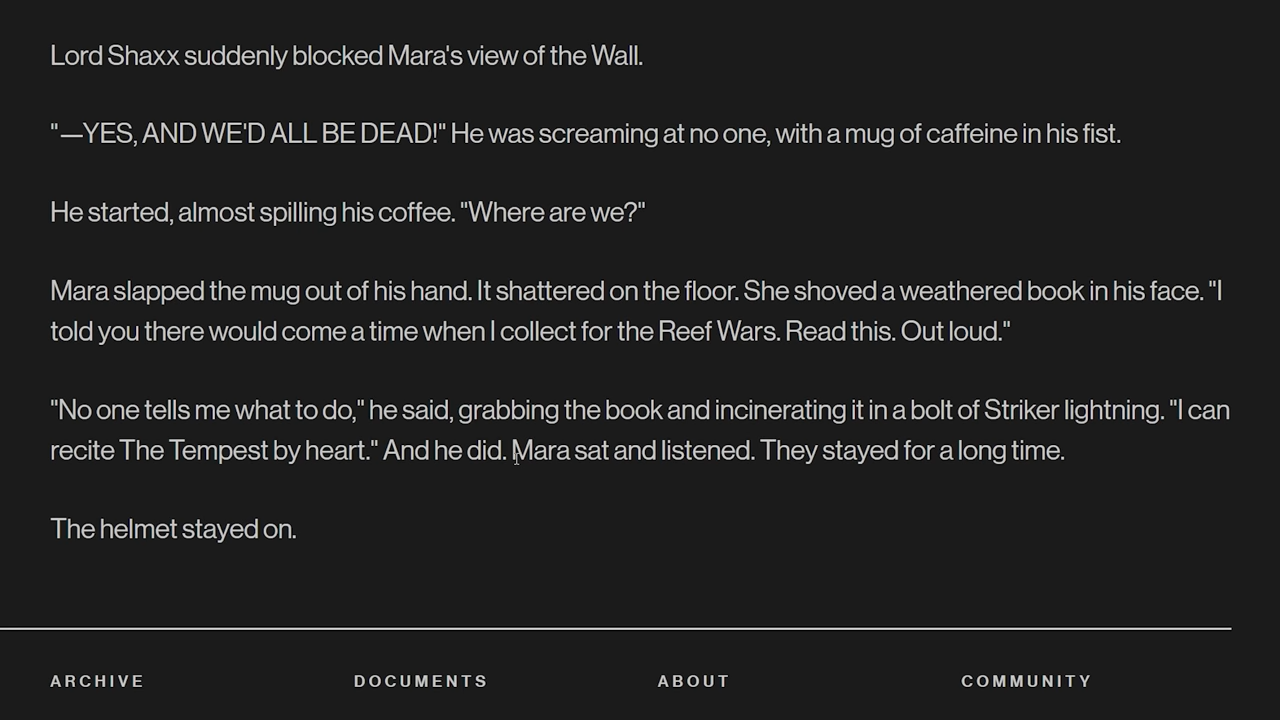 Lord Shaxx suddenly blocked Mara's view of the Wall.
"—YES, AND WE'D ALL BE DEAD!" He was screaming at no one, with a mug of caffeine in his fist.
He started, almost spilling his coffee. "Where are we?"
Mara slapped the mug out of his hand. It shattered on the floor. She shoved a weathered book in his face. "I
told you there would come a time when I collect for the Reef Wars. Read this. Out loud."
"No one tells me what to do," he said, grabbing the book and incinerating it in a bolt of Striker lightning. "I can
recite The Tempest by heart." And he did. Mara sat and listened. They stayed for a long time.
The helmet stayed on.
ARCHIVE DOCUMENTS ABOUT COMMUNITY